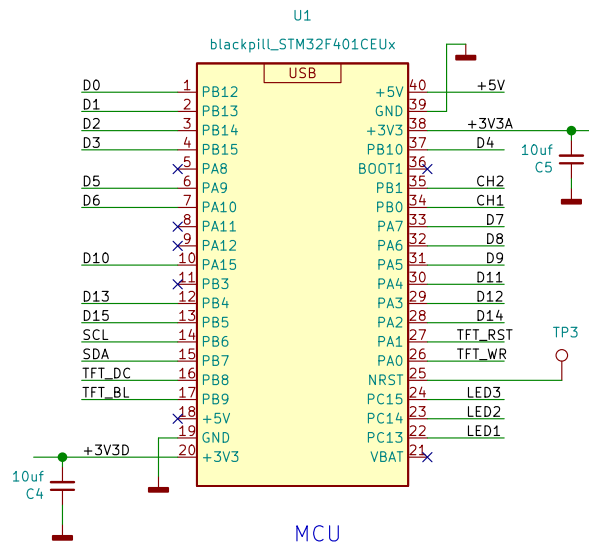 U1
blackpill_STM32F401CEUx
USB
D0 1 PB12 +5V 40 +5V
D1 2 PB13 GND 39
D2 3 PB14 +3V3 38 +3V3A
D3 4 PB15 PB10 37 D4
5 PA8 BOOT1 36
D5 6 PA9 PB1 35 CH2
D6 7 PA10 PB0 34 CH1
8 PA11 PA7 33 D7
9 PA12 PA6 32 D8
D10 10 PA15 PA5 31 D9
11 PB3 PA4 30 D11
D13 12 PB4 PA3 29 D12
D15 13 PB5 PA2 28 D14
SCL 14 PB6 PA1 27 TFT_RST
SDA 15 PB7 PA0 26 TFT_WR
TFT_DC 16 PB8 NRST 25
TFT_BL 17 PB9 PC15 24 LED3
18 +5V PC14 23 LED2
19 GND PC13 22 LED1
+3V3D 20 +3V3 VBAT 21
10uf
C5
TP3
10uf
C4
MCU